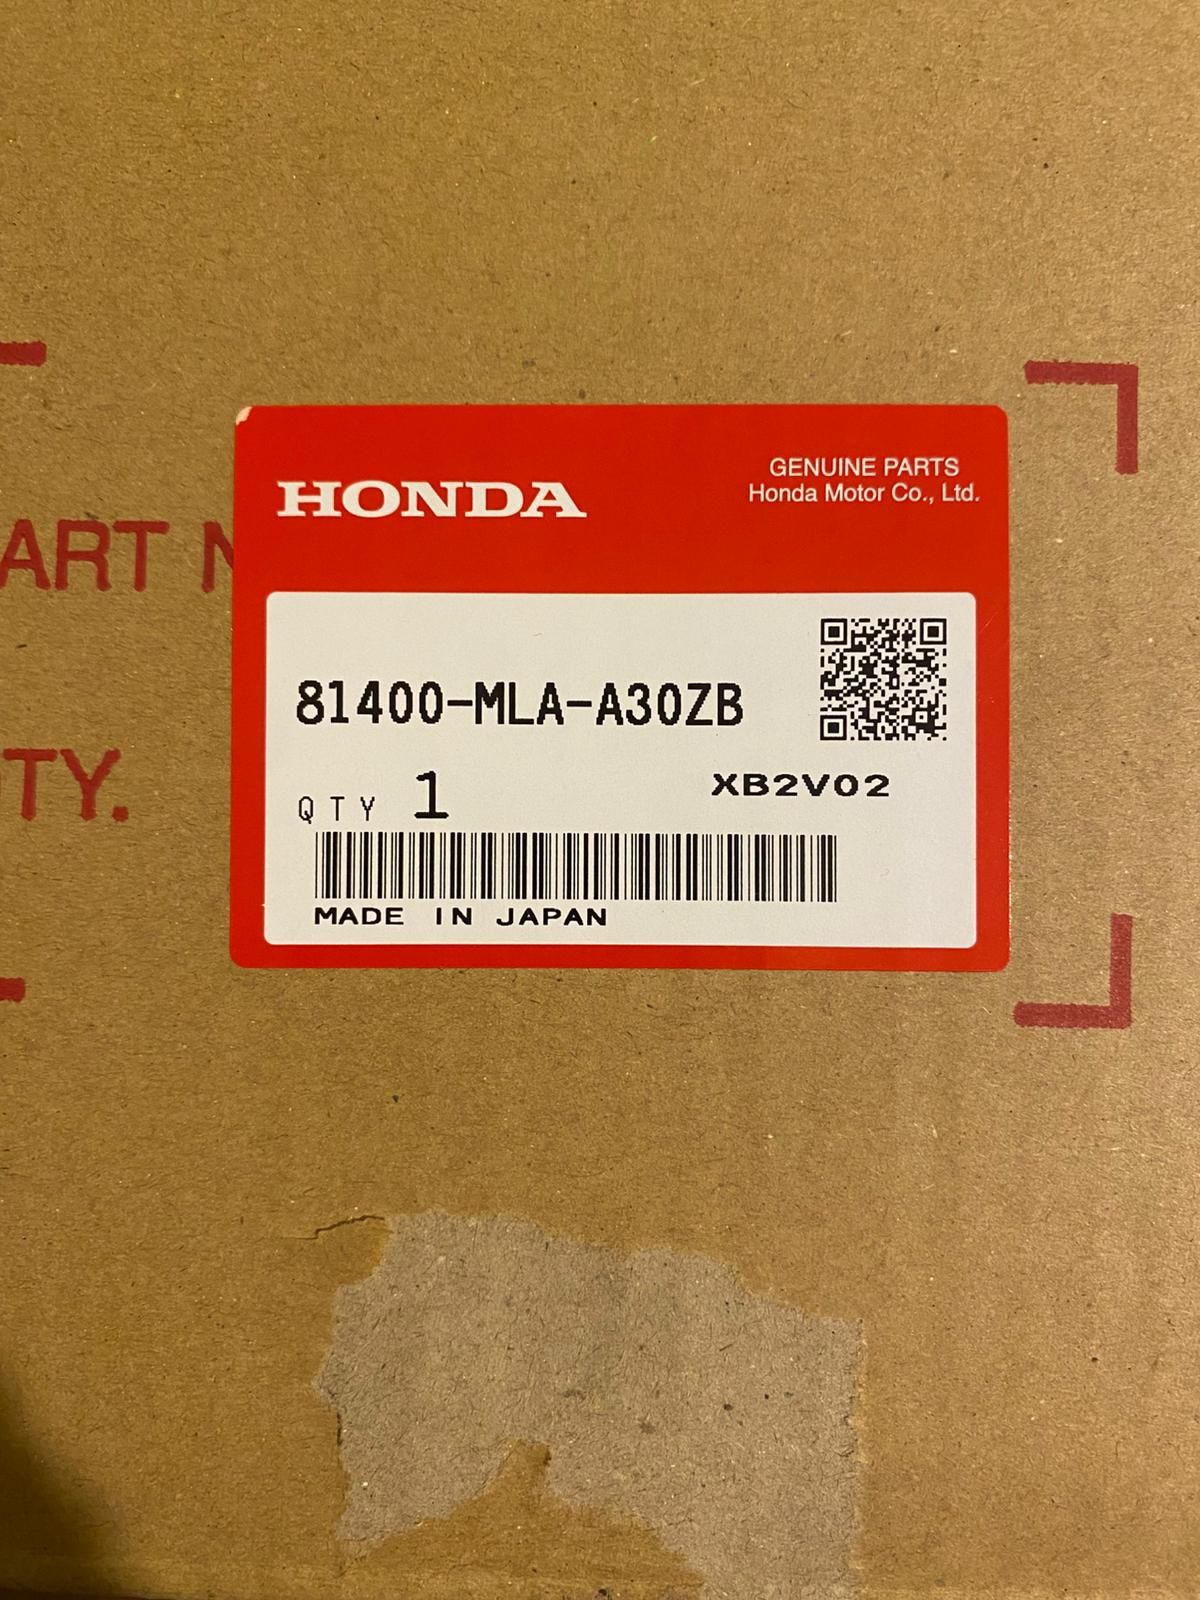 HONDA
GENUINE PARTS
Honda Motor Co., Ltd.
ART N
81400-MLA-A30ZB
TY.
QTY 1
XB2V02
MADE IN JAPAN